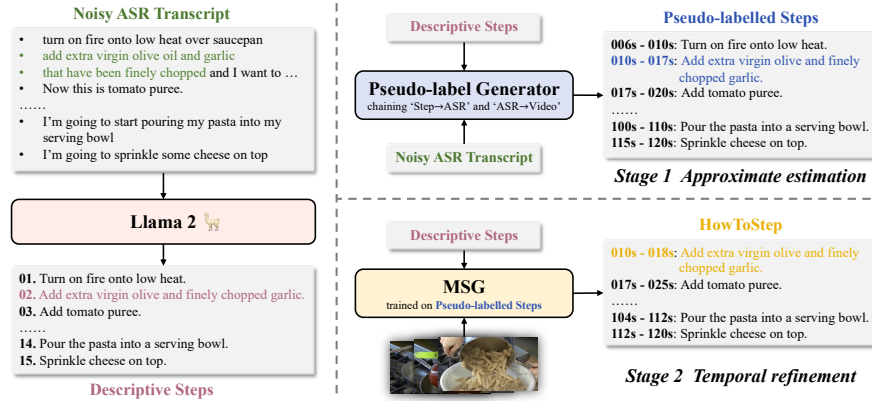 Noisy ASR Transcript
• turn on fire onto low heat over saucepan
• add extra virgin olive oil and garlic
• that have been finely chopped and I want to …
• Now this is tomato puree.
……
• I'm going to start pouring my pasta into my
serving bowl
• I'm going to sprinkle some cheese on top
Llama 2
01. Turn on fire onto low heat.
02. Add extra virgin olive and finely chopped garlic.
03. Add tomato puree.
……
14. Pour the pasta into a serving bowl.
15. Sprinkle cheese on top.
Descriptive Steps
Descriptive Steps
Pseudo-label Generator
chaining 'Step→ASR' and 'ASR→Video'
Noisy ASR Transcript
Pseudo-labelled Steps
006s - 010s: Turn on fire onto low heat.
010s - 017s: Add extra virgin olive and finely
chopped garlic.
017s - 020s: Add tomato puree.
……
100s - 110s: Pour the pasta into a serving bowl.
115s - 120s: Sprinkle cheese on top.
Stage 1 Approximate estimation
Descriptive Steps
MSG
trained on Pseudo-labelled Steps
HowToStep
010s - 018s: Add extra virgin olive and finely
chopped garlic.
017s - 025s: Add tomato puree.
……
104s - 112s: Pour the pasta into a serving bowl.
112s - 120s: Sprinkle cheese on top.
Stage 2 Temporal refinement